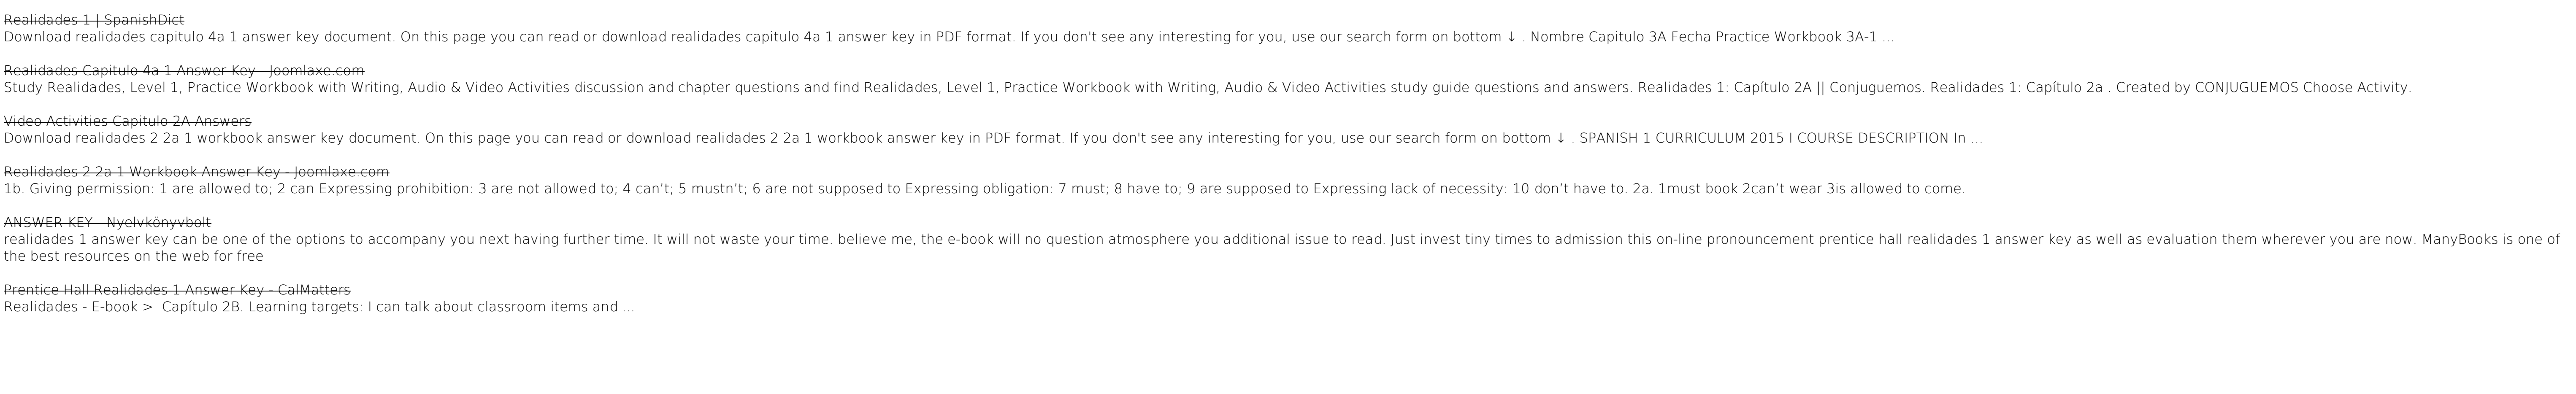 Realidades 1 | SpanishDict
Download realidades capitulo 4a 1 answer key document. On this page you can read or download realidades capitulo 4a 1 answer key in PDF format. If you don't see any interesting for you, use our search form on bottom ↓ . Nombre Capitulo 3A Fecha Practice Workbook 3A-1 ...
Realidades Capitulo 4a 1 Answer Key - Joomlaxe.com
Study Realidades, Level 1, Practice Workbook with Writing, Audio & Video Activities discussion and chapter questions and find Realidades, Level 1, Practice Workbook with Writing, Audio & Video Activities study guide questions and answers. Realidades 1: Capítulo 2A || Conjuguemos. Realidades 1: Capítulo 2a . Created by CONJUGUEMOS Choose Activity.
Video Activities Capitulo 2A Answers
Download realidades 2 2a 1 workbook answer key document. On this page you can read or download realidades 2 2a 1 workbook answer key in PDF format. If you don't see any interesting for you, use our search form on bottom ↓ . SPANISH 1 CURRICULUM 2015 I COURSE DESCRIPTION In ...
Realidades 2 2a 1 Workbook Answer Key - Joomlaxe.com
1b. Giving permission: 1 are allowed to; 2 can Expressing prohibition: 3 are not allowed to; 4 can’t; 5 mustn’t; 6 are not supposed to Expressing obligation: 7 must; 8 have to; 9 are supposed to Expressing lack of necessity: 10 don’t have to. 2a. 1must book 2can’t wear 3is allowed to come.
ANSWER KEY - Nyelvkönyvbolt
realidades 1 answer key can be one of the options to accompany you next having further time. It will not waste your time. believe me, the e-book will no question atmosphere you additional issue to read. Just invest tiny times to admission this on-line pronouncement prentice hall realidades 1 answer key as well as evaluation them wherever you are now. ManyBooks is one of
the best resources on the web for free
Prentice Hall Realidades 1 Answer Key - CalMatters
Realidades - E-book > Capítulo 2B. Learning targets: I can talk about classroom items and ...